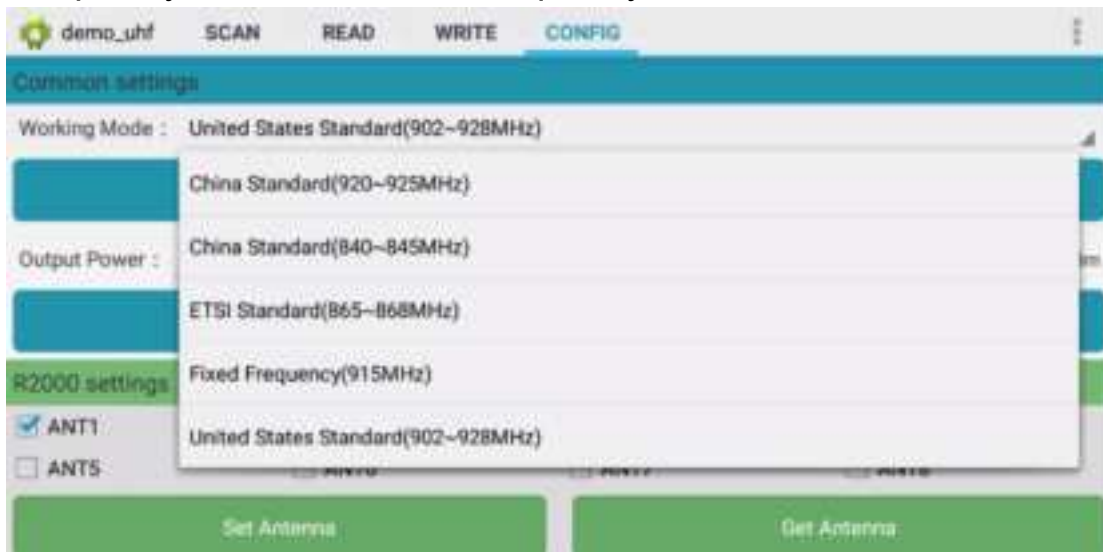 demo_uhf SCAN READ WRITE CONFIG
Common settings
Working Mode : United States Standard(902~928MHz)
China Standard(920~925MHz)
Output Power : China Standard(840~845MHz)
ETSI Standard(865~868MHz)
R2000 settings Fixed Frequency(915MHz)
ANT1 United States Standard(902~928MHz)
ANT5
Set Antenna Get Antenna